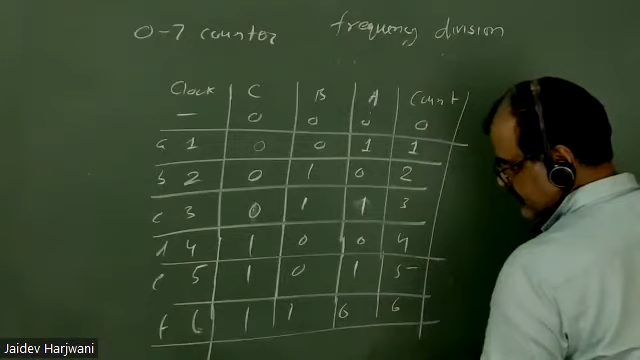 0-7 counter frequency division
Clock C B A Count
— 0 0 0 0
a 1 0 0 1 1
b 2 0 1 0 2
c 3 0 1 1 3
d 4 1 0 0 4
e 5 1 0 1 5
f 6 1 1 0 6
Jaidev Harjwani